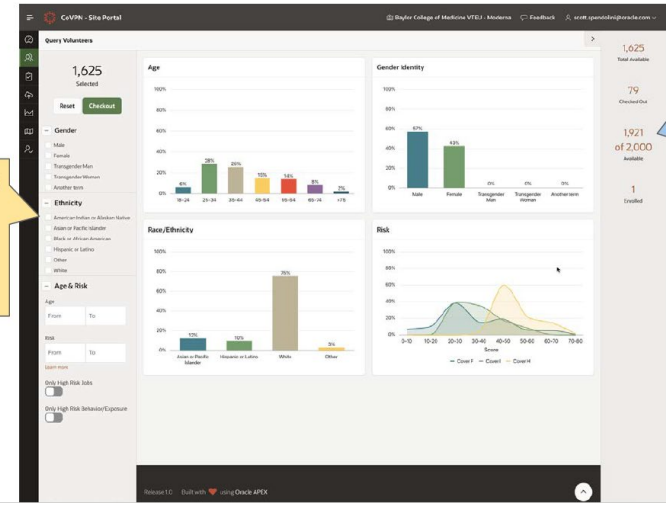 CoVPN - Site Portal
Baylor College of Medicine VTEU - Moderna
Feedback
scott.spendolini@oracle.com
Query Volunteers
1,625
Selected
Reset
Checkout
Gender
Male
Female
Transgender Man
Transgender Woman
Another term
Ethnicity
American Indian or Alaskan Native
Asian or Pacific Islander
Black or African American
Hispanic or Latino
Other
White
Age & Risk
Age
From
To
Risk
From
To
Learn more
Only High Risk Jobs
Only High Risk Behavior/Exposure
Age
100%
80%
60%
40%
20%
0%
6%
28%
25%
15%
14%
8%
2%
18-24
25-34
35-44
45-54
55-64
65-74
>75
Gender Identity
100%
80%
60%
40%
20%
0%
57%
43%
0%
0%
0%
Male
Female
Transgender
Man
Transgender
Woman
Another term
Race/Ethnicity
100%
80%
60%
40%
20%
0%
10%
75%
3%
Asian or Pacific
Islander
Hispanic or Latino
White
Other
Risk
100%
80%
60%
40%
20%
0%
0-10
10-20
20-30
30-40
40-50
50-60
60-70
70-80
Score
Cover F
Cover I
Cover H
1,625
Total Available
79
Checked Out
1,921
of 2,000
Available
1
Enrolled
Release 1.0
Built with
using Oracle APEX